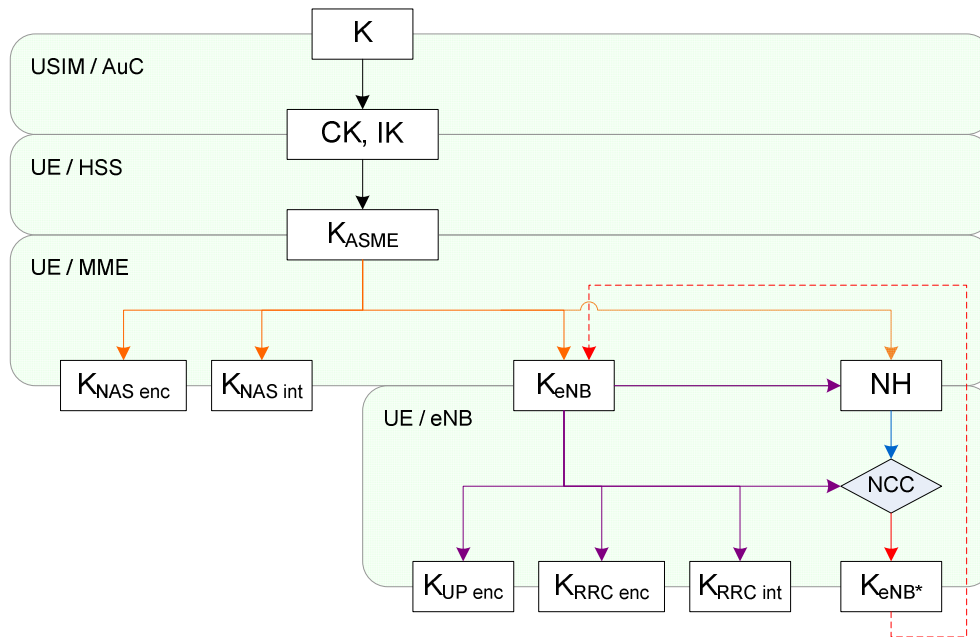 K
USIM / AuC
CK, IK
UE / HSS
KASME
UE / MME
KNAS enc
KNAS int
KeNB
NH
UE / eNB
NCC
KUP enc
KRRC enc
KRRC int
KeNB*